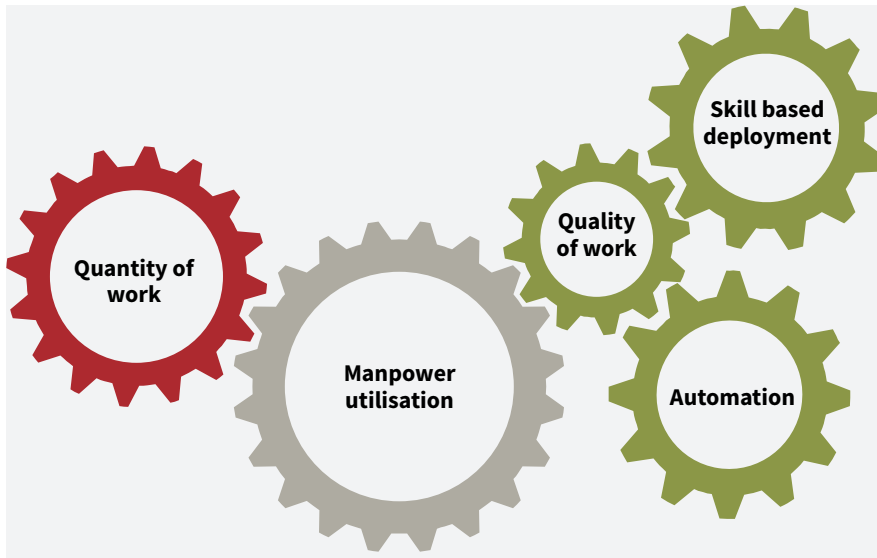 Quantity of
work
Manpower
utilisation
Quality
of work
Skill based
deployment
Automation